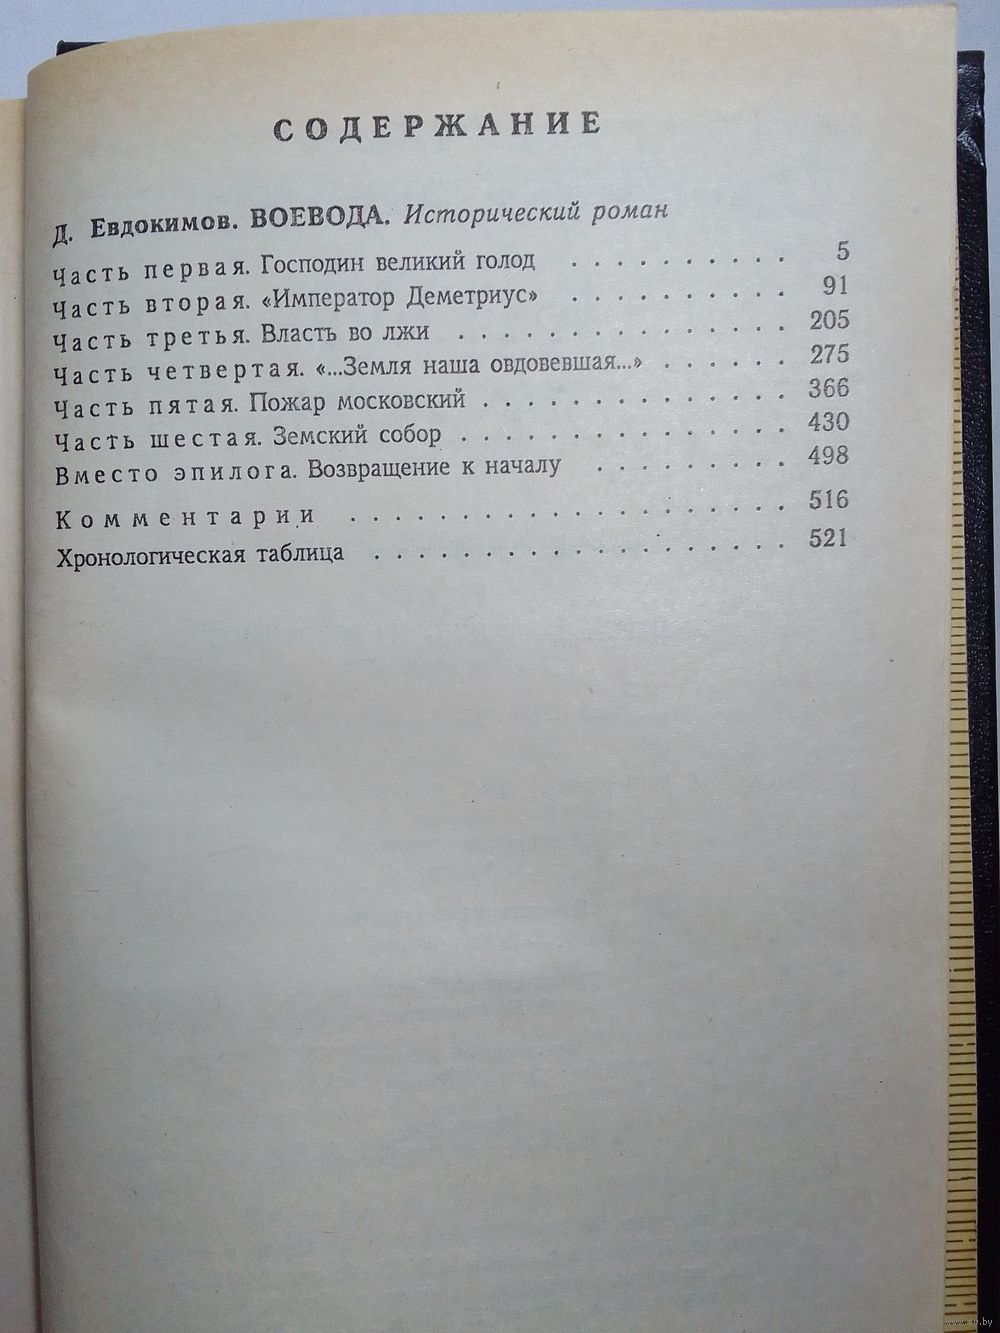 СОДЕРЖАНИЕ
Д. Евдокимов. ВОЕВОДА. Исторический роман
Часть первая. Господин великий голод . . . . . . . . . . 5
Часть вторая. «Император Деметриус» . . . . . . . . . . 91
Часть третья. Власть во лжи . . . . . . . . . . . . . . 205
Часть четвертая. «...Земля наша овдовевшая...» . . . . . . 275
Часть пятая. Пожар московский . . . . . . . . . . . . . 366
Часть шестая. Земский собор . . . . . . . . . . . . . . 430
Вместо эпилога. Возвращение к началу . . . . . . . . . 498
Комментарии . . . . . . . . . . . . . . . . . . 516
Хронологическая таблица . . . . . . . . . . . . . . . . . 521